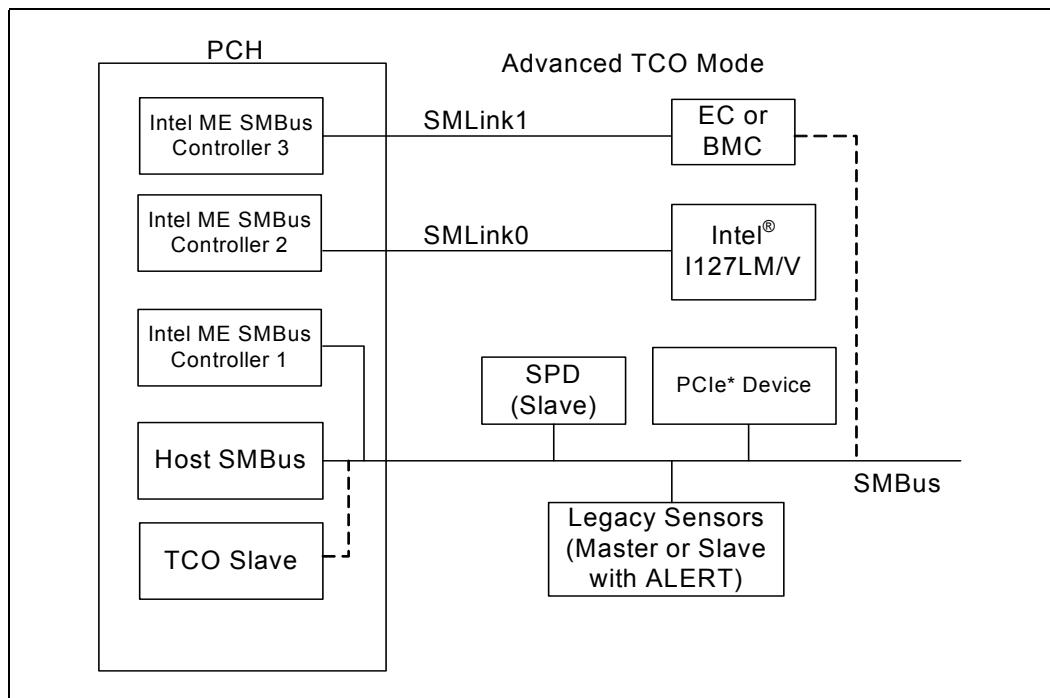 PCH
Advanced TCO Mode
Intel ME SMBus
Controller 3
SMLink1
EC or
BMC
Intel ME SMBus
Controller 2
SMLink0
Intel®
I127LM/V
Intel ME SMBus
Controller 1
SPD
(Slave)
PCIe* Device
Host SMBus
SMBus
Legacy Sensors
(Master or Slave
with ALERT)
TCO Slave